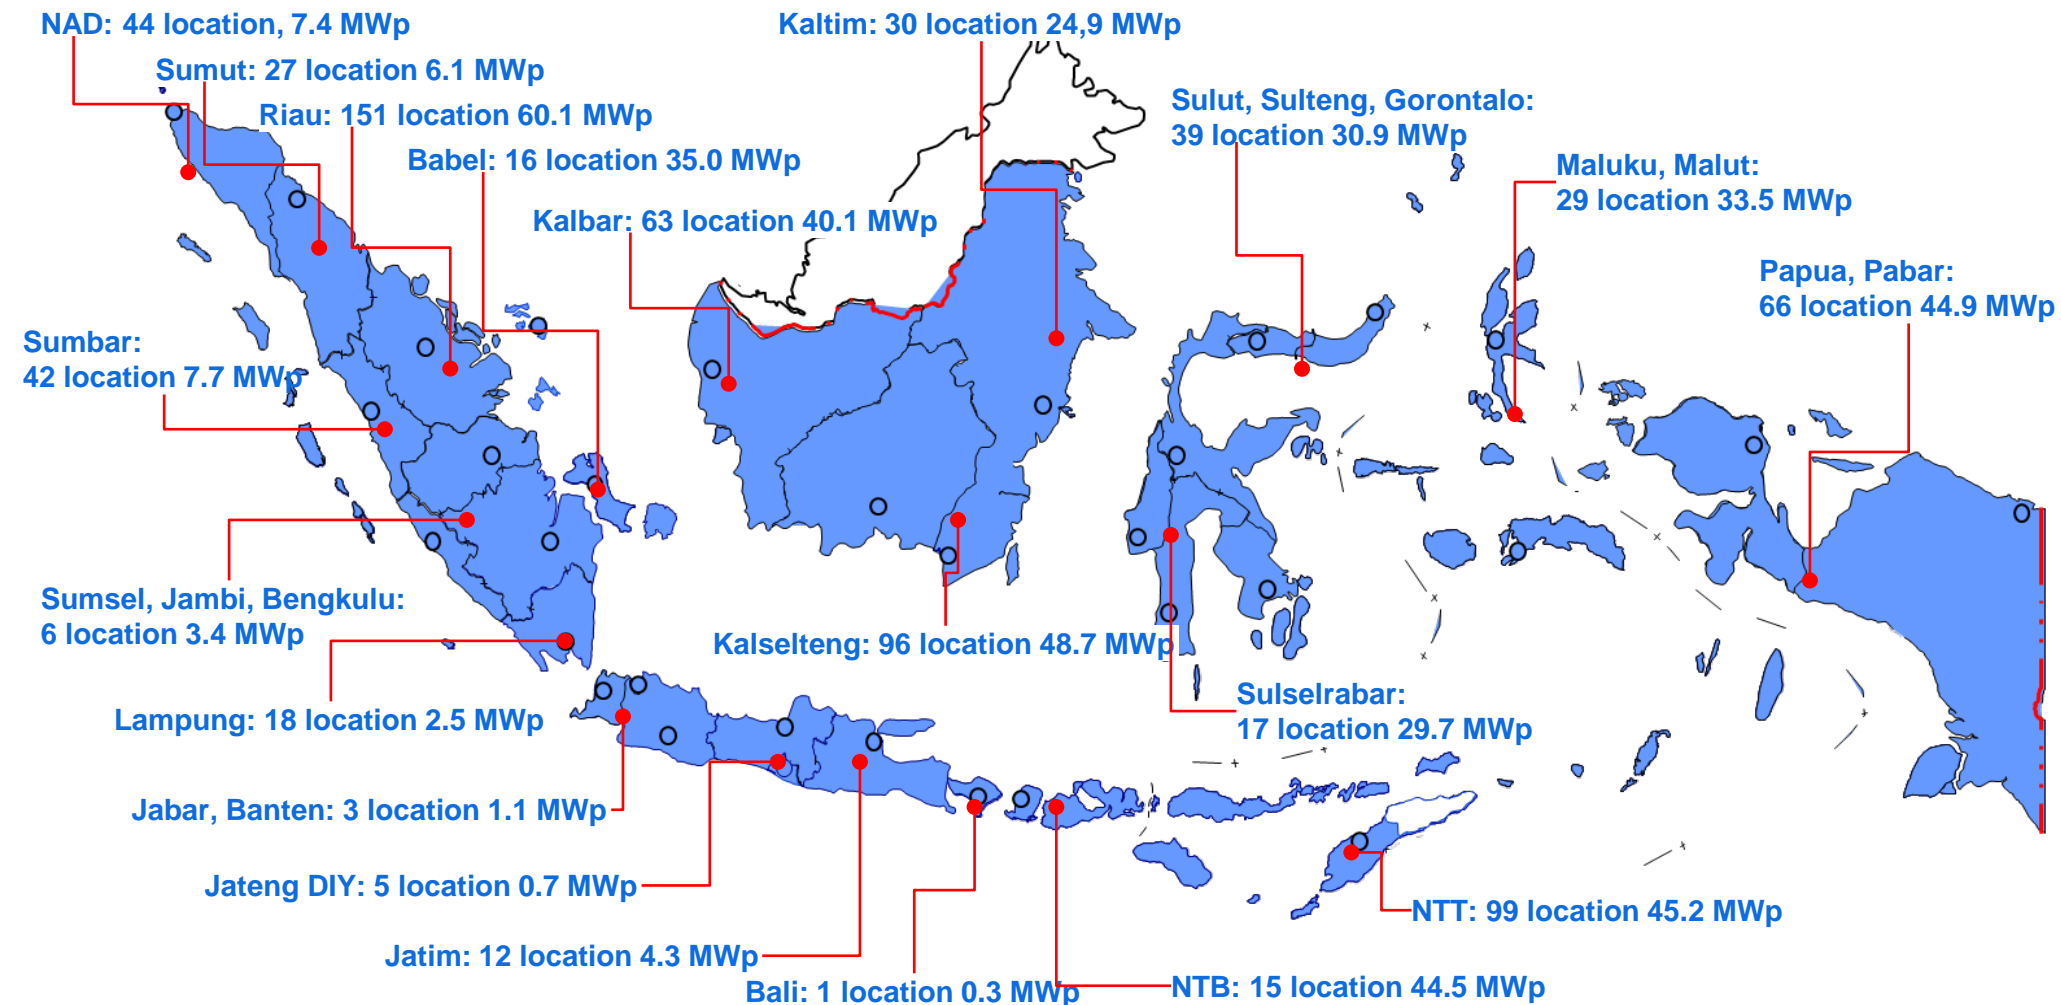 NAD: 44 location, 7.4 MWp
Kaltim: 30 location 24,9 MWp
Sumut: 27 location 6.1 MWp
Riau: 151 location 60.1 MWp
Sulut, Sulteng, Gorontalo:
39 location 30.9 MWp
Babel: 16 location 35.0 MWp
Maluku, Malut:
29 location 33.5 MWp
Kalbar: 63 location 40.1 MWp
Papua, Pabar:
66 location 44.9 MWp
Sumbar:
42 location 7.7 MWp
Sumsel, Jambi, Bengkulu:
6 location 3.4 MWp
Kalselteng: 96 location 48.7 MWp
Sulselrabar:
17 location 29.7 MWp
Lampung: 18 location 2.5 MWp
Jabar, Banten: 3 location 1.1 MWp
Jateng DIY: 5 location 0.7 MWp
NTT: 99 location 45.2 MWp
Jatim: 12 location 4.3 MWp
Bali: 1 location 0.3 MWp
NTB: 15 location 44.5 MWp